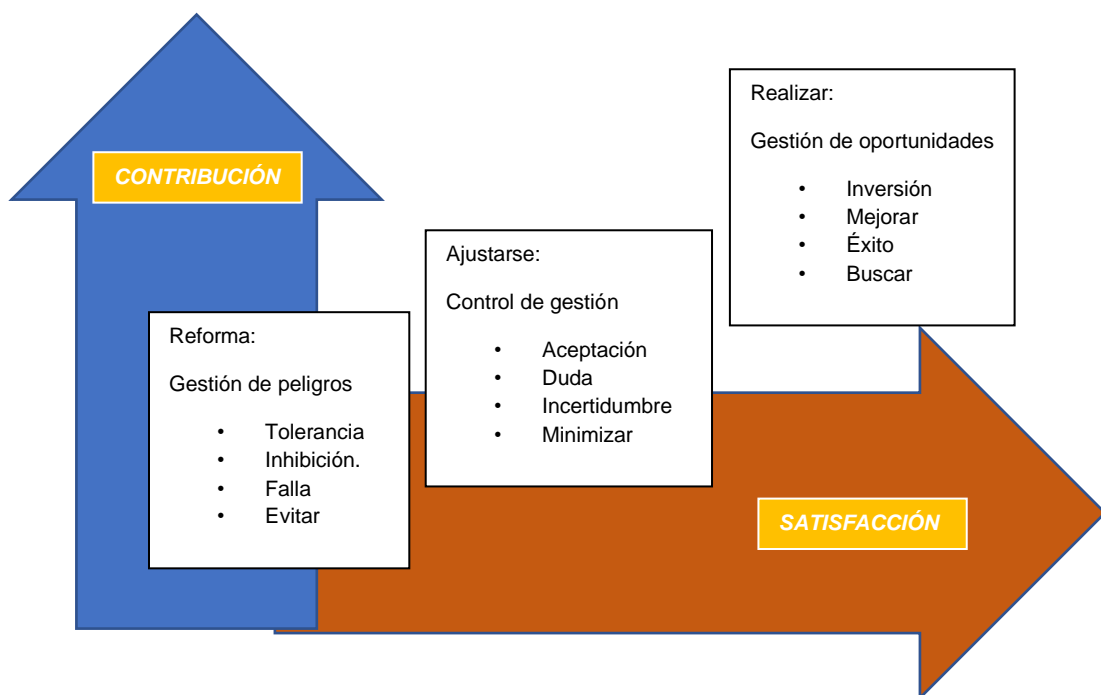 CONTRIBUCIÓN
Realizar:
Gestión de oportunidades
• Inversión
• Mejorar
• Éxito
• Buscar
Ajustarse:
Control de gestión
• Aceptación
• Duda
• Incertidumbre
• Minimizar
Reforma:
Gestión de peligros
• Tolerancia
• Inhibición.
• Falla
• Evitar
SATISFACCIÓN